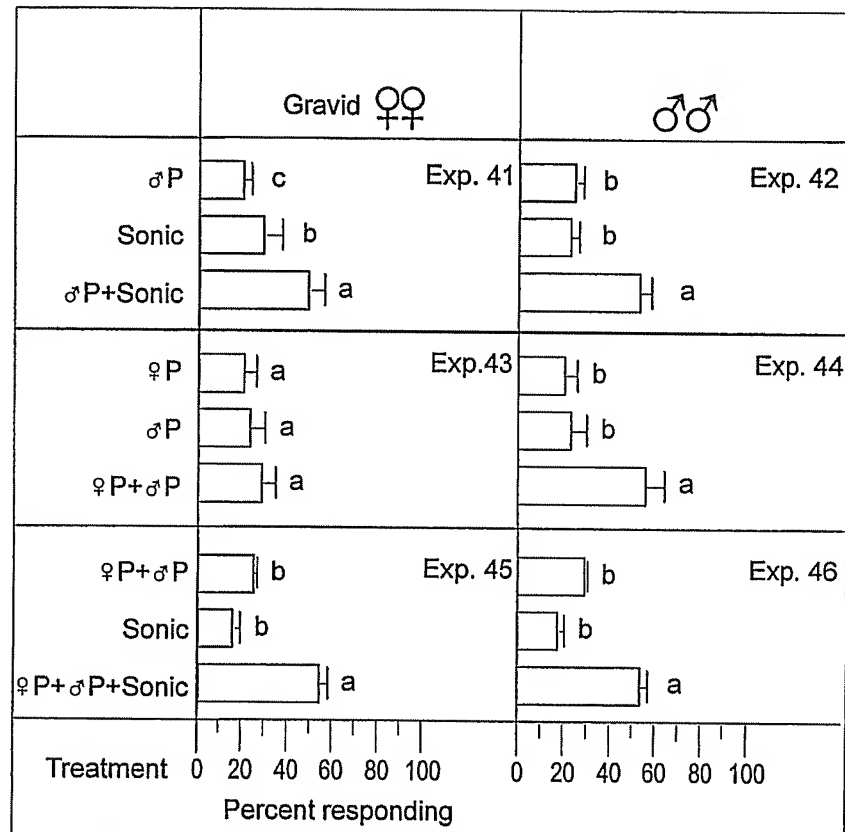 Gravid ♀♀ ♂♂
♂P c Exp. 41 b Exp. 42
Sonic b b
♂P+Sonic a a
♀P a Exp.43 b Exp. 44
♂P a b
♀P+♂P a a
♀P+♂P b Exp. 45 b Exp. 46
Sonic b b
♀P+♂P+Sonic a a
Treatment 0 20 40 60 80 100 0 20 40 60 80 100
Percent responding